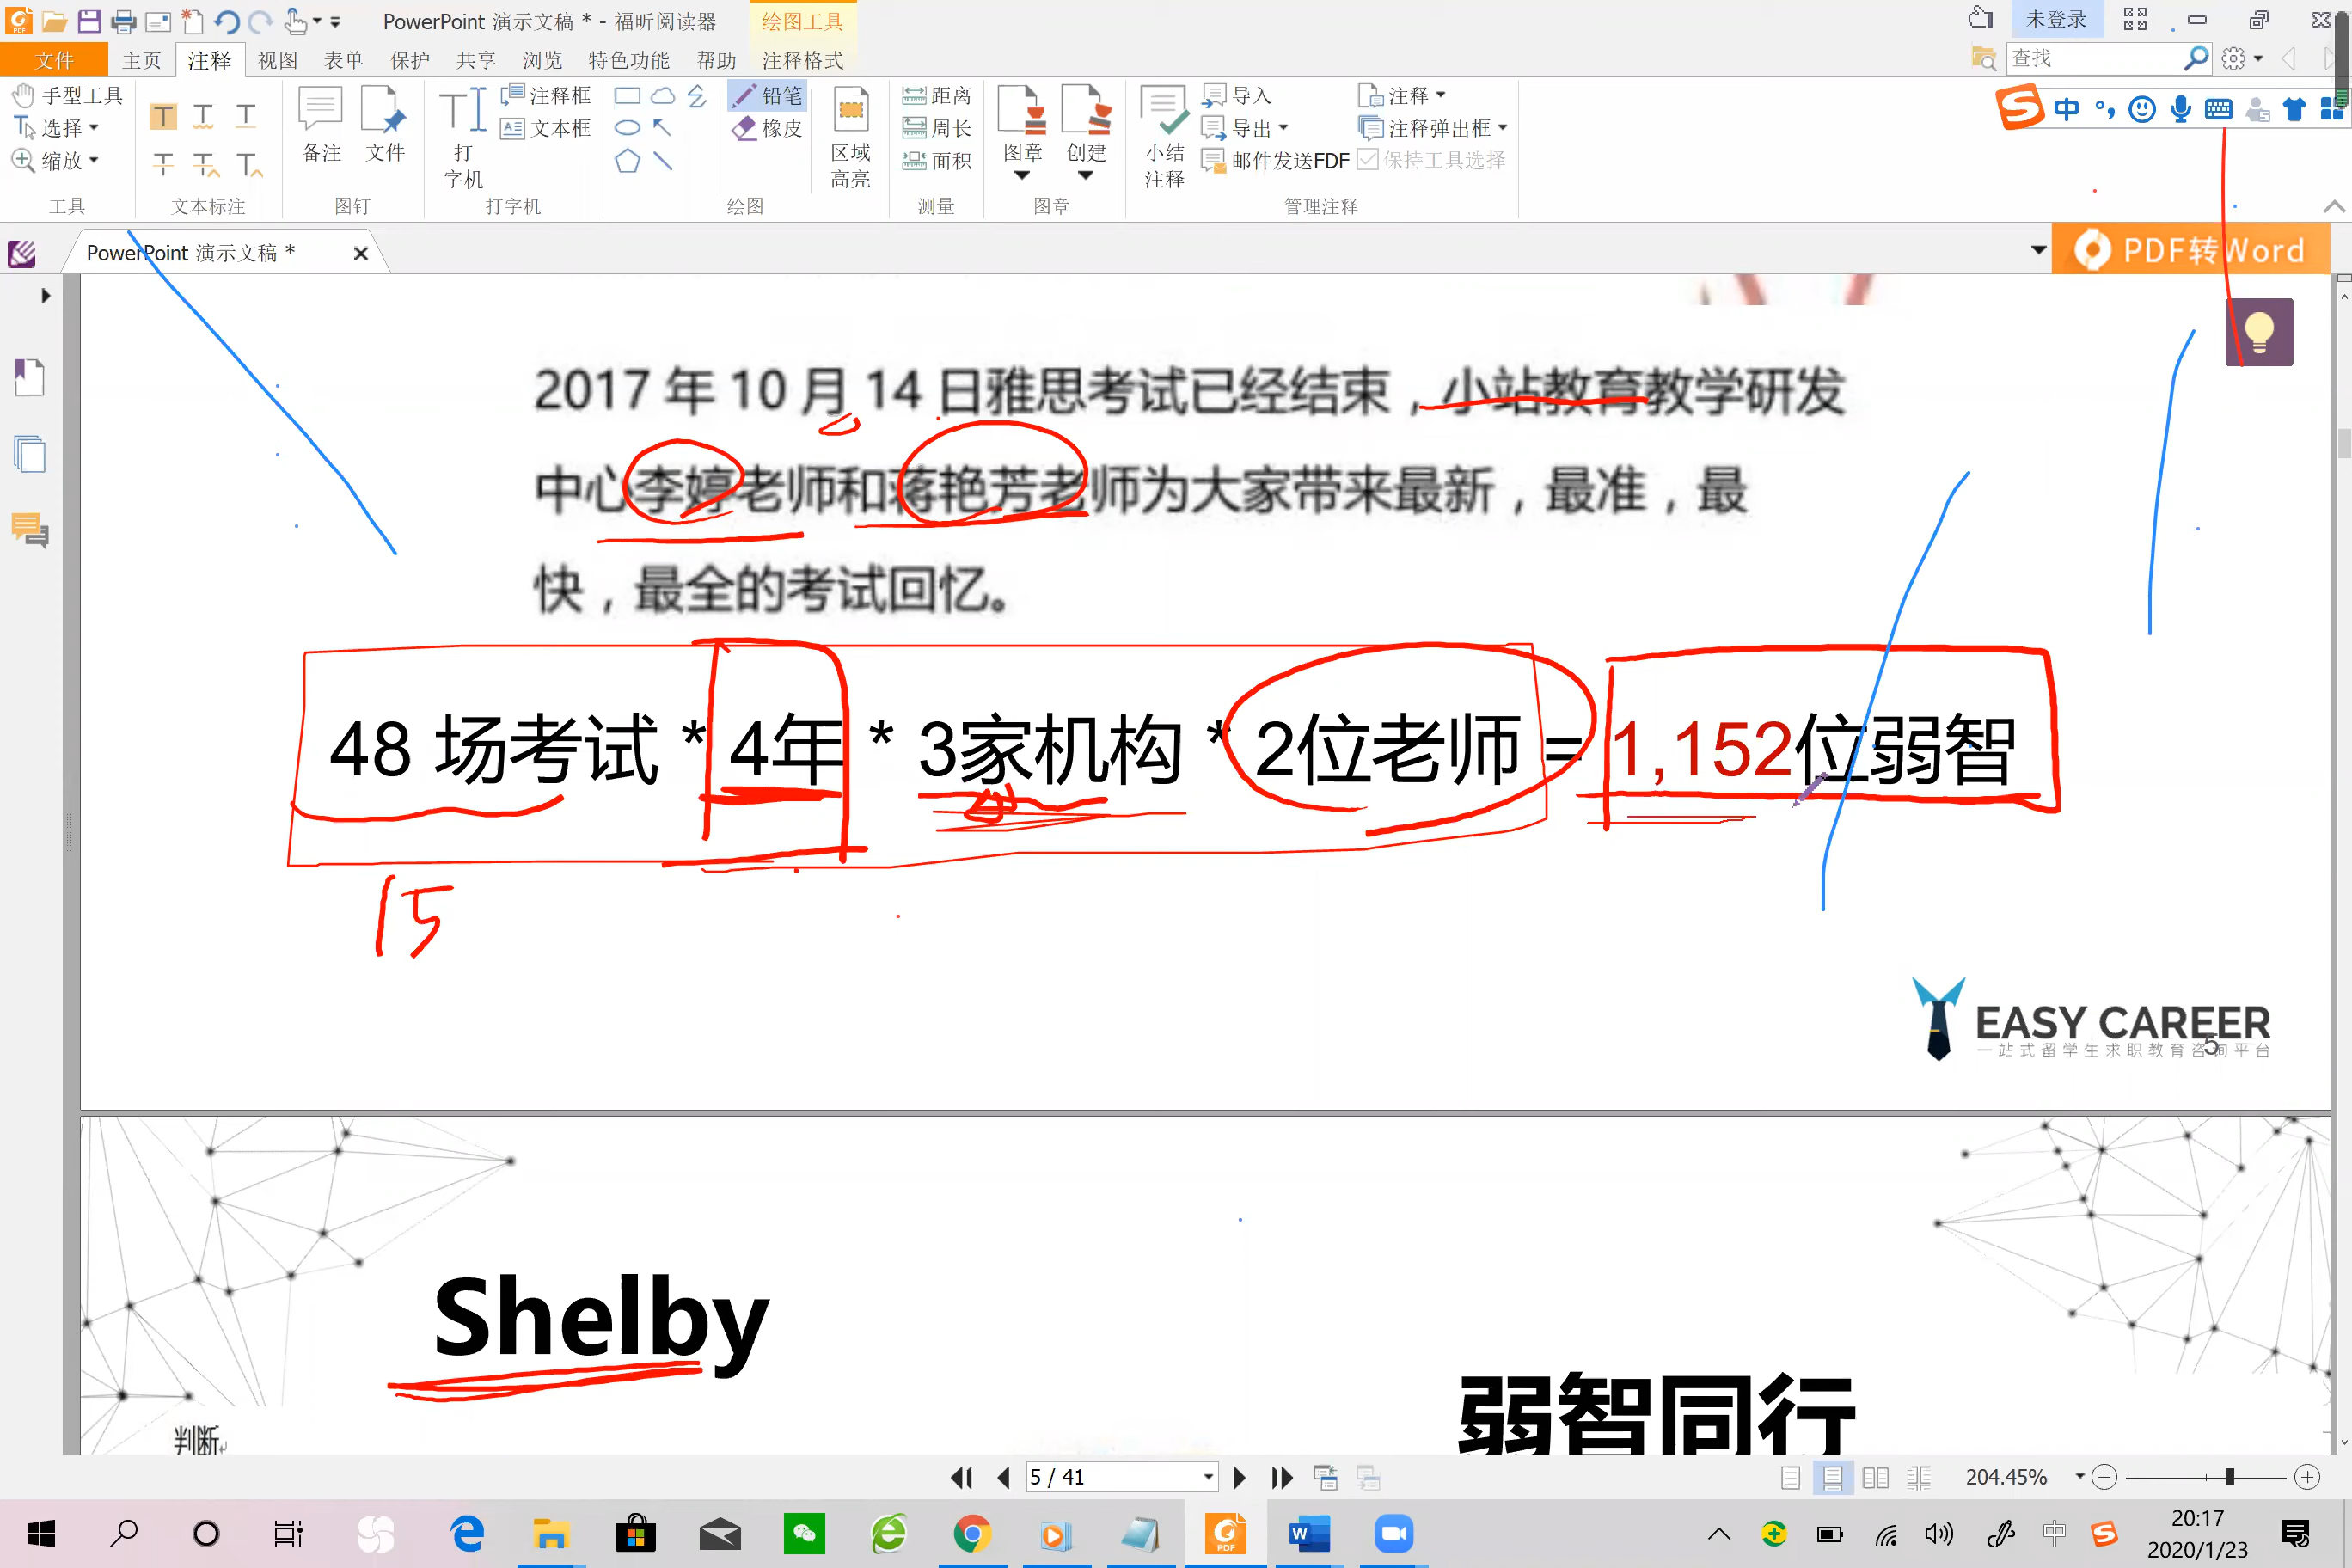 PowerPoint 演示文稿 * - 福昕阅读器
绘图工具
未登录
文件 主页 注释 视图 表单 保护 共享 浏览 特色功能 帮助 注释格式
查找
手型工具
选择
缩放
工具
文本标注
备注 文件
图钉
打字机
注释框
文本框
打字机
铅笔
橡皮
区域高亮
绘图
距离
周长
面积
测量
图章 创建
图章
小结注释
导入
导出
邮件发送FDF
注释
注释弹出框
保持工具选择
管理注释
中
PowerPoint 演示文稿 *
PDF转Word
2017 年 10 月 14 日雅思考试已经结束，小站教育教学研发
中心李婷老师和蒋艳芳老师为大家带来最新，最准，最
快，最全的考试回忆。
48 场考试 * 4年 * 3家机构 * 2位老师 = 1,152位弱智
15
EASY CAREER
一站式留学生求职教育咨询平台
5
Shelby
弱智同行
判断
5 / 41
204.45%
中
20:17
2020/1/23